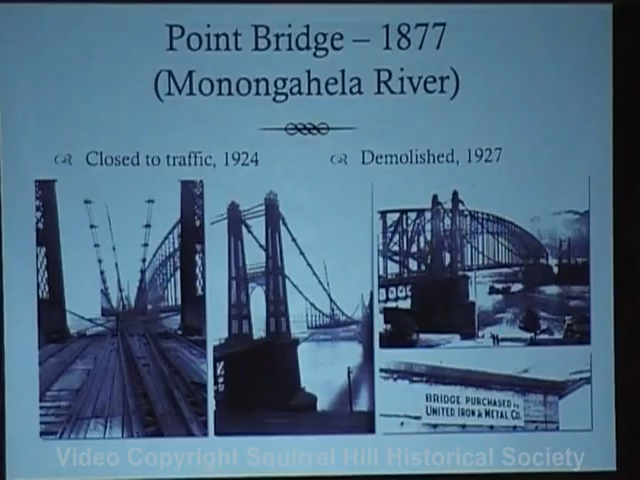 Point Bridge – 1877
(Monongahela River)
Closed to traffic, 1924
Demolished, 1927
BRIDGE PURCHASED by
UNITED IRON & METAL CO.
Video Copyright Squirrel Hill Historical Society